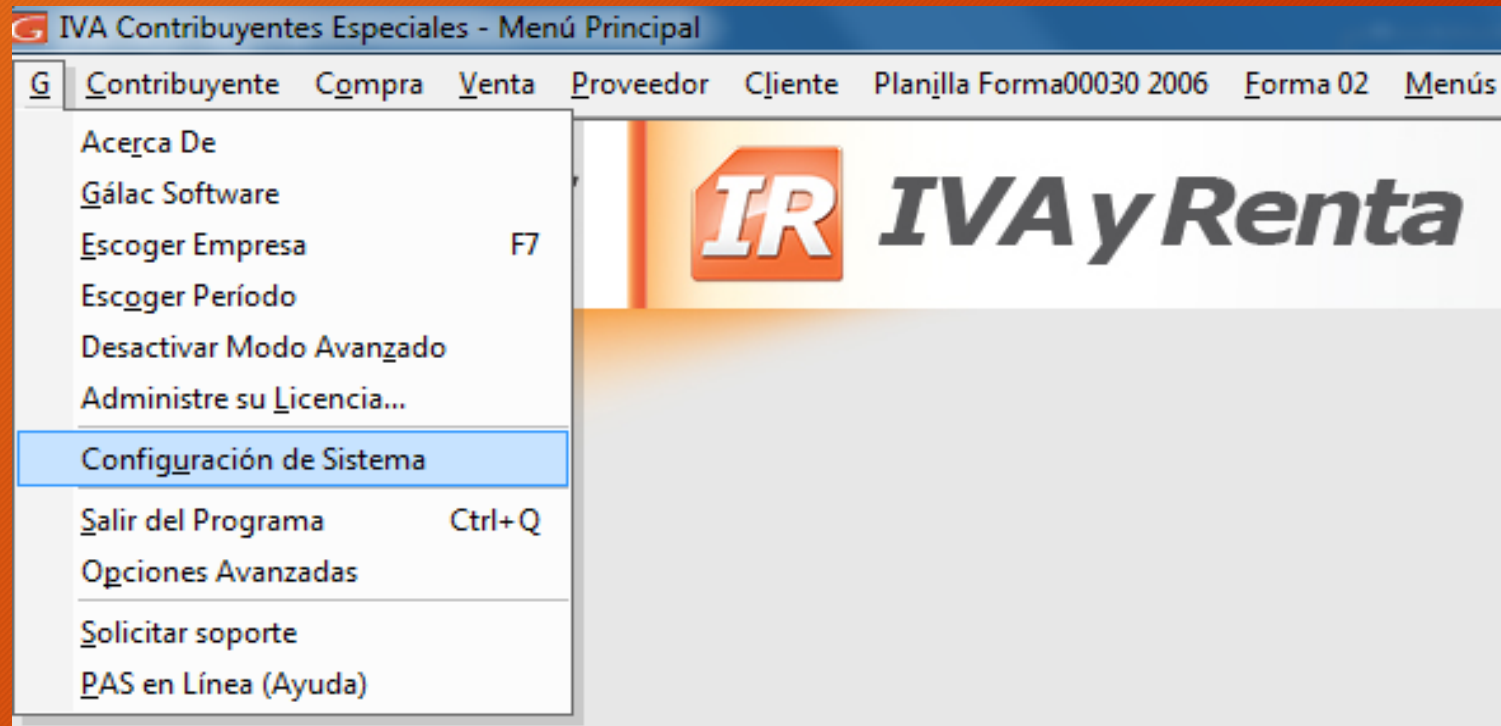 G IVA Contribuyentes Especiales - Menú Principal
G Contribuyente Compra Venta Proveedor Cliente Planilla Forma00030 2006 Forma 02 Menús
Acerca De
Gálac Software
Escoger Empresa F7
Escoger Período
Desactivar Modo Avanzado
Administre su Licencia...
Configuración de Sistema
Salir del Programa Ctrl+Q
Opciones Avanzadas
Solicitar soporte
PAS en Línea (Ayuda)
IR IVA y Renta